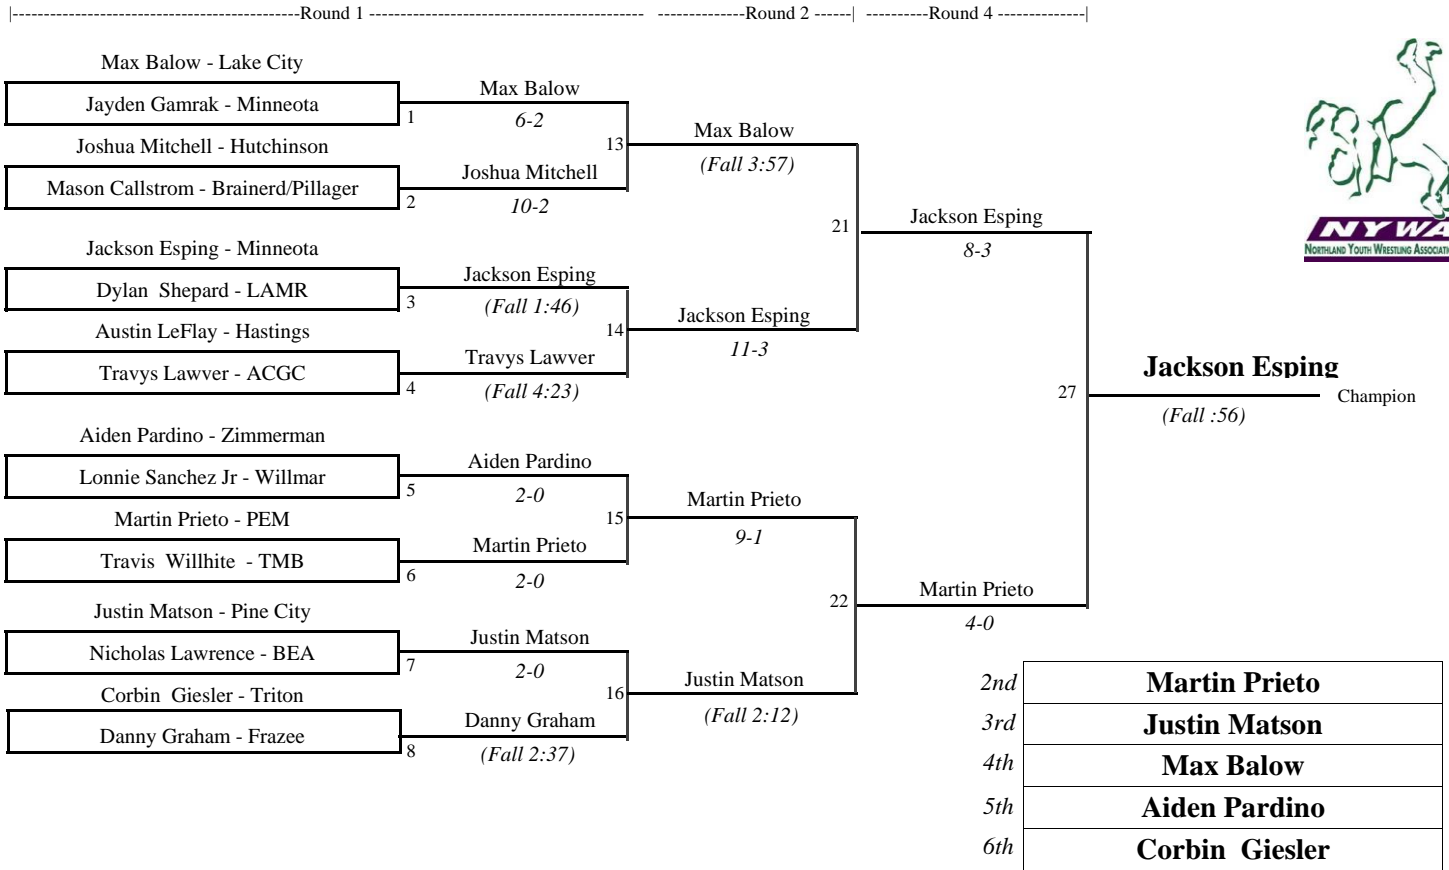 |-----------------------------------------------Round 1 --------------------------------------------- --------------Round 2 ------| ----------Round 4 --------------|
Max Balow - Lake City
Jayden Gamrak - Minneota
1
Joshua Mitchell - Hutchinson
Mason Callstrom - Brainerd/Pillager
2
Jackson Esping - Minneota
Dylan  Shepard - LAMR
3
Austin LeFlay - Hastings
Travys Lawver - ACGC
4
Aiden Pardino - Zimmerman
Lonnie Sanchez Jr - Willmar
5
Martin Prieto - PEM
Travis  Willhite  - TMB
6
Justin Matson - Pine City
Nicholas Lawrence - BEA
7
Corbin  Giesler - Triton
Danny Graham - Frazee
8
Max Balow
6-2
13
Joshua Mitchell
10-2
Jackson Esping
(Fall 1:46)
14
Travys Lawver
(Fall 4:23)
Aiden Pardino
2-0
15
Martin Prieto
2-0
Justin Matson
2-0
16
Danny Graham
(Fall 2:37)
Max Balow
(Fall 3:57)
21
Jackson Esping
11-3
Martin Prieto
9-1
22
Justin Matson
(Fall 2:12)
Jackson Esping
8-3
27
Martin Prieto
4-0
Jackson Esping
Champion
(Fall :56)
NYWA
NORTHLAND YOUTH WRESTLING ASSOCIATI
2nd Martin Prieto
3rd Justin Matson
4th Max Balow
5th Aiden Pardino
6th Corbin  Giesler